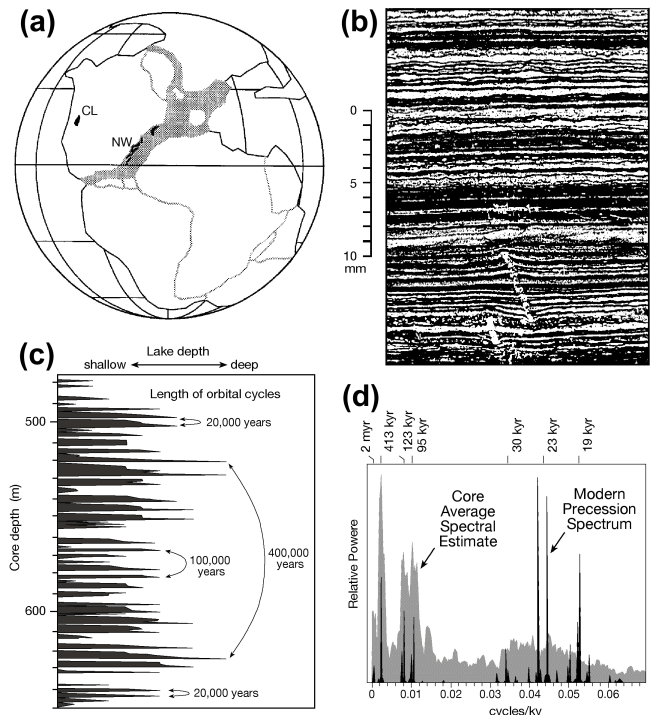 (a)
CL
NW
(b)
0
5
10
mm
(c)
Lake depth
shallow
deep
Length of orbital cycles
20,000 years
500
Core depth (m)
100,000
years
400,000
years
600
20,000 years
(d)
2 myr
413 kyr
123 kyr
95 kyr
30 kyr
23 kyr
19 kyr
Core
Average
Spectral
Estimate
Modern
Precession
Spectrum
Relative Powere
0
0.01
0.02
0.03
0.04
0.05
0.06
cycles/ky